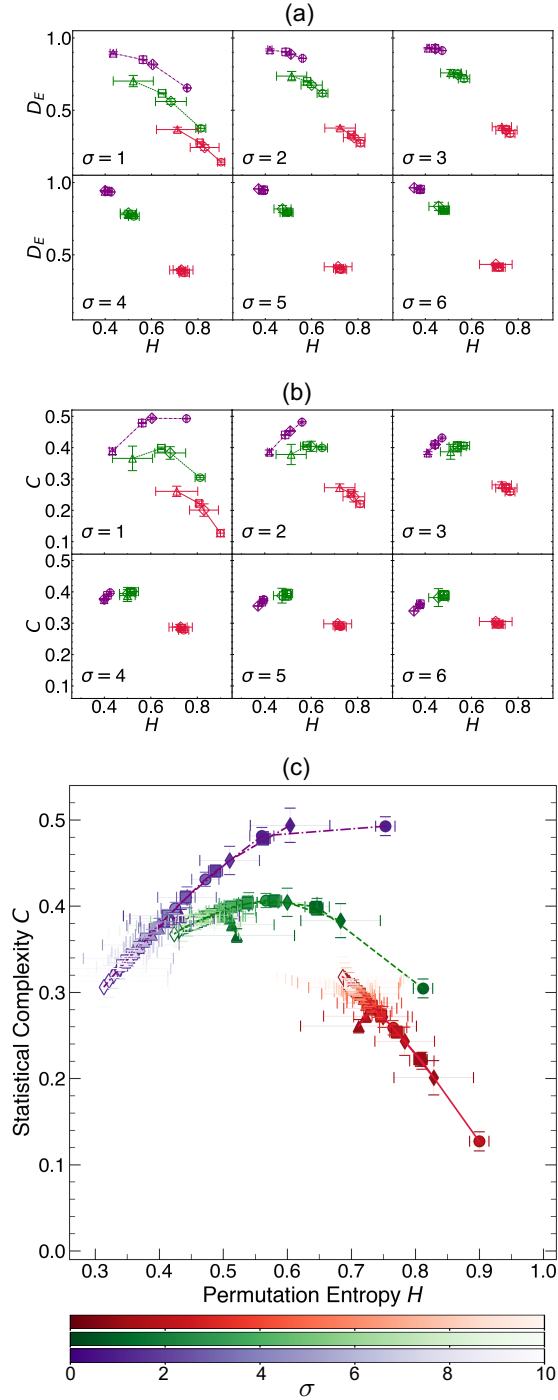 (a)
1.0
D_E
0.5
σ = 1
σ = 2
σ = 3
1.0
D_E
0.5
σ = 4
σ = 5
σ = 6
0.4 0.6 0.8 0.4 0.6 0.8 0.4 0.6 0.8
H H H
(b)
0.5
0.4
C
0.3
0.2
0.1
σ = 1
σ = 2
σ = 3
0.5
0.4
C
0.3
0.2
0.1
σ = 4
σ = 5
σ = 6
0.4 0.6 0.8 0.4 0.6 0.8 0.4 0.6 0.8
H H H
(c)
0.5
0.4
0.3
0.2
0.1
0.0
Statistical Complexity C
0.3 0.4 0.5 0.6 0.7 0.8 0.9 1.0
Permutation Entropy H
0 2 4 6 8 10
σ